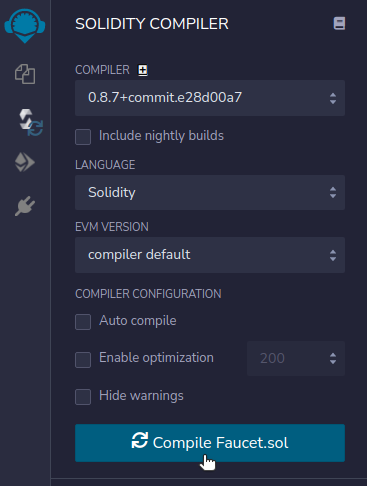 SOLIDITY COMPILER
COMPILER
0.8.7+commit.e28d00a7
Include nightly builds
LANGUAGE
Solidity
EVM VERSION
compiler default
COMPILER CONFIGURATION
Auto compile
Enable optimization 200
Hide warnings
Compile Faucet.sol